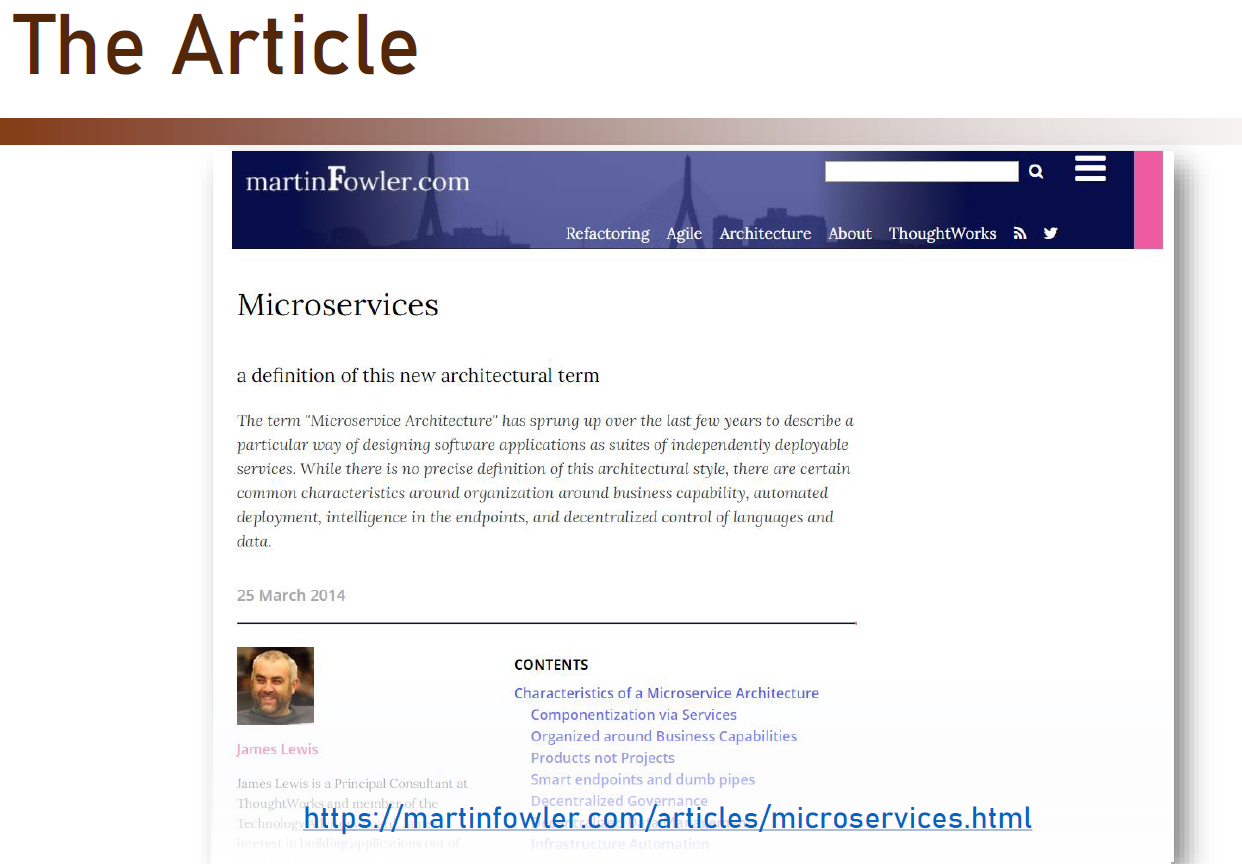 The Article
martinFowler.com
Refactoring Agile Architecture About ThoughtWorks
Microservices
a definition of this new architectural term
The term "Microservice Architecture" has sprung up over the last few years to describe a
particular way of designing software applications as suites of independently deployable
services. While there is no precise definition of this architectural style, there are certain
common characteristics around organization around business capability, automated
deployment, intelligence in the endpoints, and decentralized control of languages and
data.
25 March 2014
James Lewis
James Lewis is a Principal Consultant at
ThoughtWorks and member of the
Technology
interest in building applications out of
CONTENTS
Characteristics of a Microservice Architecture
Componentization via Services
Organized around Business Capabilities
Products not Projects
Smart endpoints and dumb pipes
Decentralized Governance
Infrastructure Automation
https://martinfowler.com/articles/microservices.html